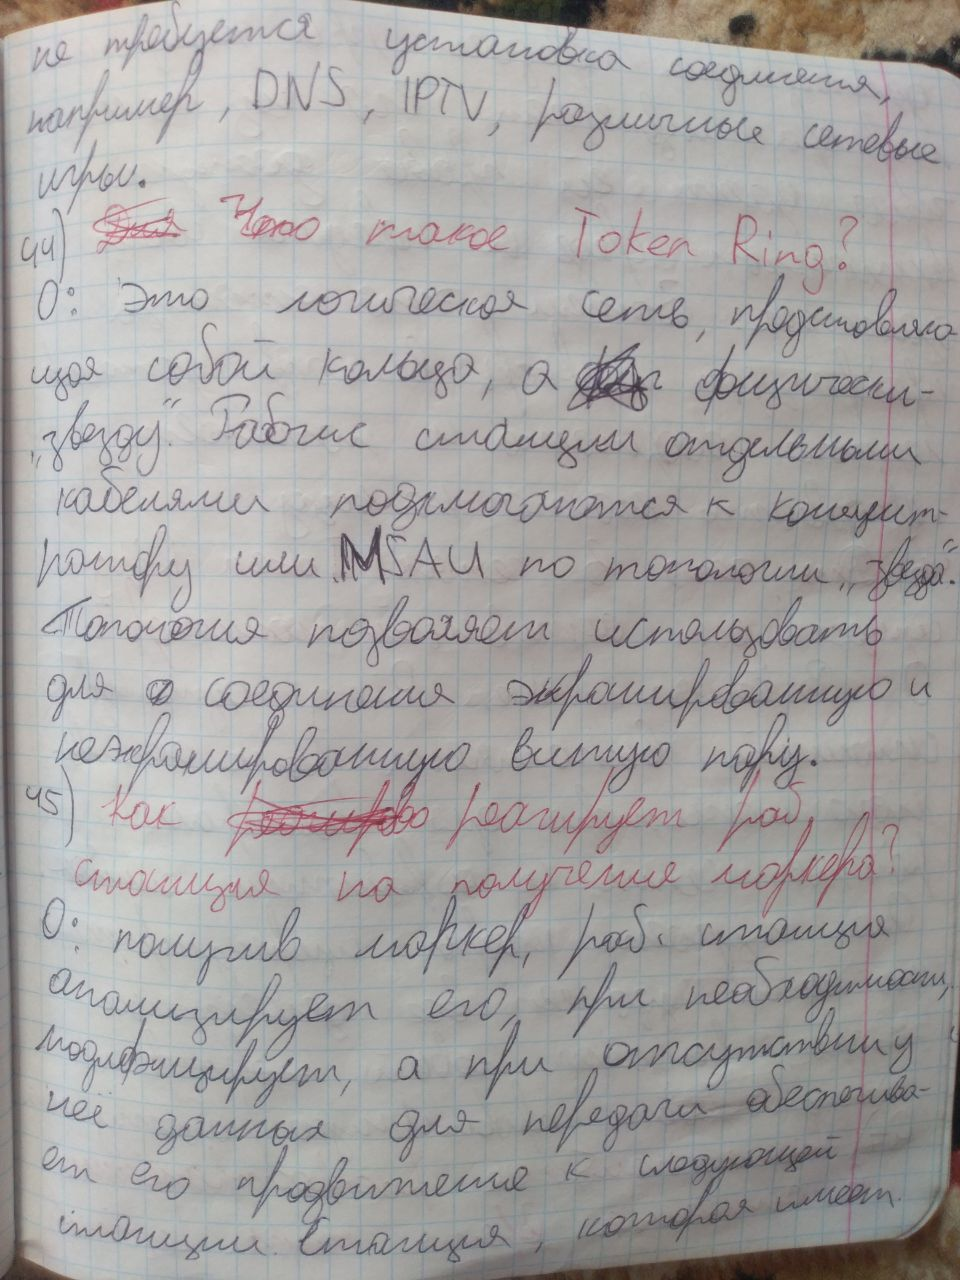 не требуется установка соединения,
например, DNS, IPTV, различные сетевые
игры.
44) Что такое Token Ring?
О: Это логическая сеть, представляю
щая собой кольцо, а физически-
„звезду". Рабочие станции отдельными
кабелями подключаются к концент-
ратору или MSAU по топологии „звезда".
Топология позволяет использовать
для соединения экранированную и
неэкранированную витую пару.
45) Как реагирует раб.
станция на получение маркера?
О: получив маркер, раб. станция
анализирует его, при необходимости,
модифицирует, а при отсутствии у
неё данных для передачи обеспечива-
ет его продвижение к следующей
станции. Станция, которая имеет